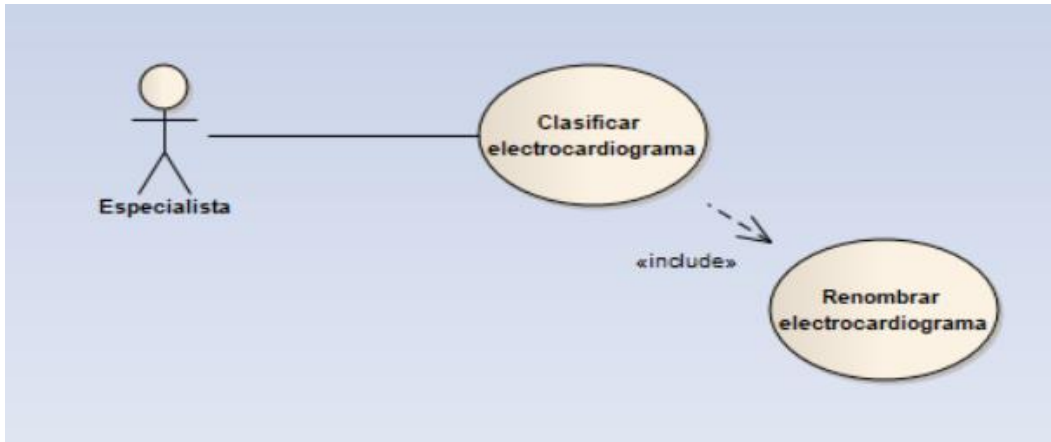 Clasificar
electrocardiograma
Especialista
«include»
Renombrar
electrocardiograma